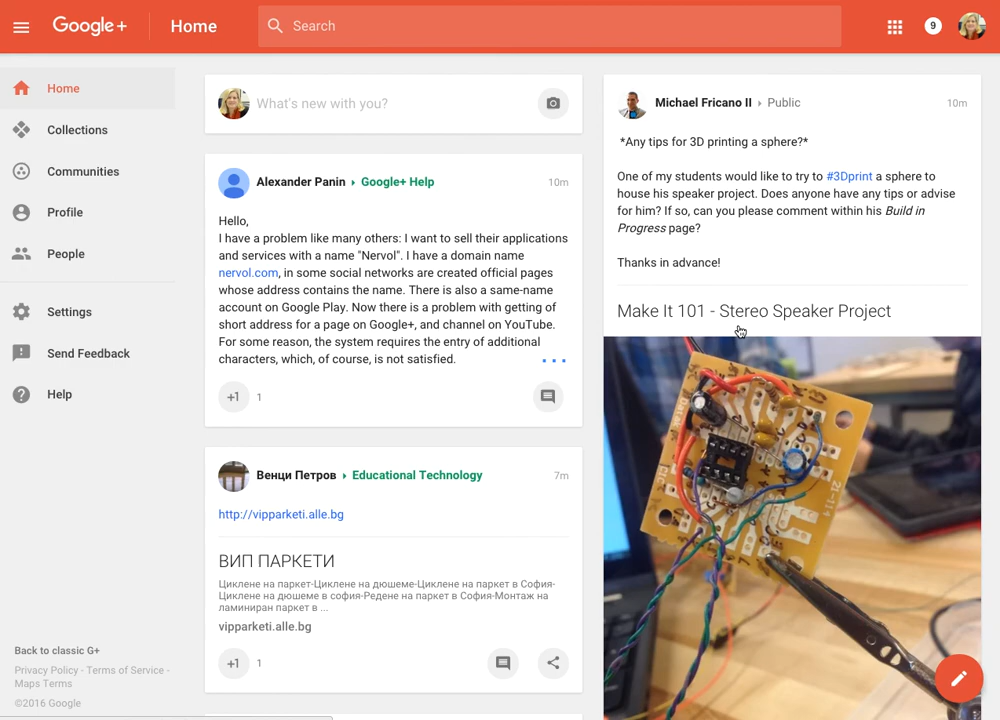 Google+
Home
Search
9
Home
Collections
Communities
Profile
People
Settings
Send Feedback
Help
Back to classic G+
Privacy Policy - Terms of Service -
Maps Terms
©2016 Google
What's new with you?
Alexander Panin
Google+ Help
10m
Hello,
I have a problem like many others: I want to sell their applications
and services with a name "Nervol". I have a domain name
nervol.com, in some social networks are created official pages
whose address contains the name. There is also a same-name
account on Google Play. Now there is a problem with getting of
short address for a page on Google+, and channel on YouTube.
For some reason, the system requires the entry of additional
characters, which, of course, is not satisfied.
+1
1
Венци Петров
Educational Technology
7m
http://vipparketi.alle.bg
ВИП ПАРКЕТИ
Циклене на паркет-Циклене на дюшеме-Циклене на паркет в София-
Циклене на дюшеме в софия-Редене на паркет в София-Монтаж на
ламиниран паркет в ...
vipparketi.alle.bg
+1
1
Michael Fricano II
Public
10m
*Any tips for 3D printing a sphere?*
One of my students would like to try to #3Dprint a sphere to
house his speaker project. Does anyone have any tips or advise
for him? If so, can you please comment within his Build in
Progress page?
Thanks in advance!
Make It 101 - Stereo Speaker Project